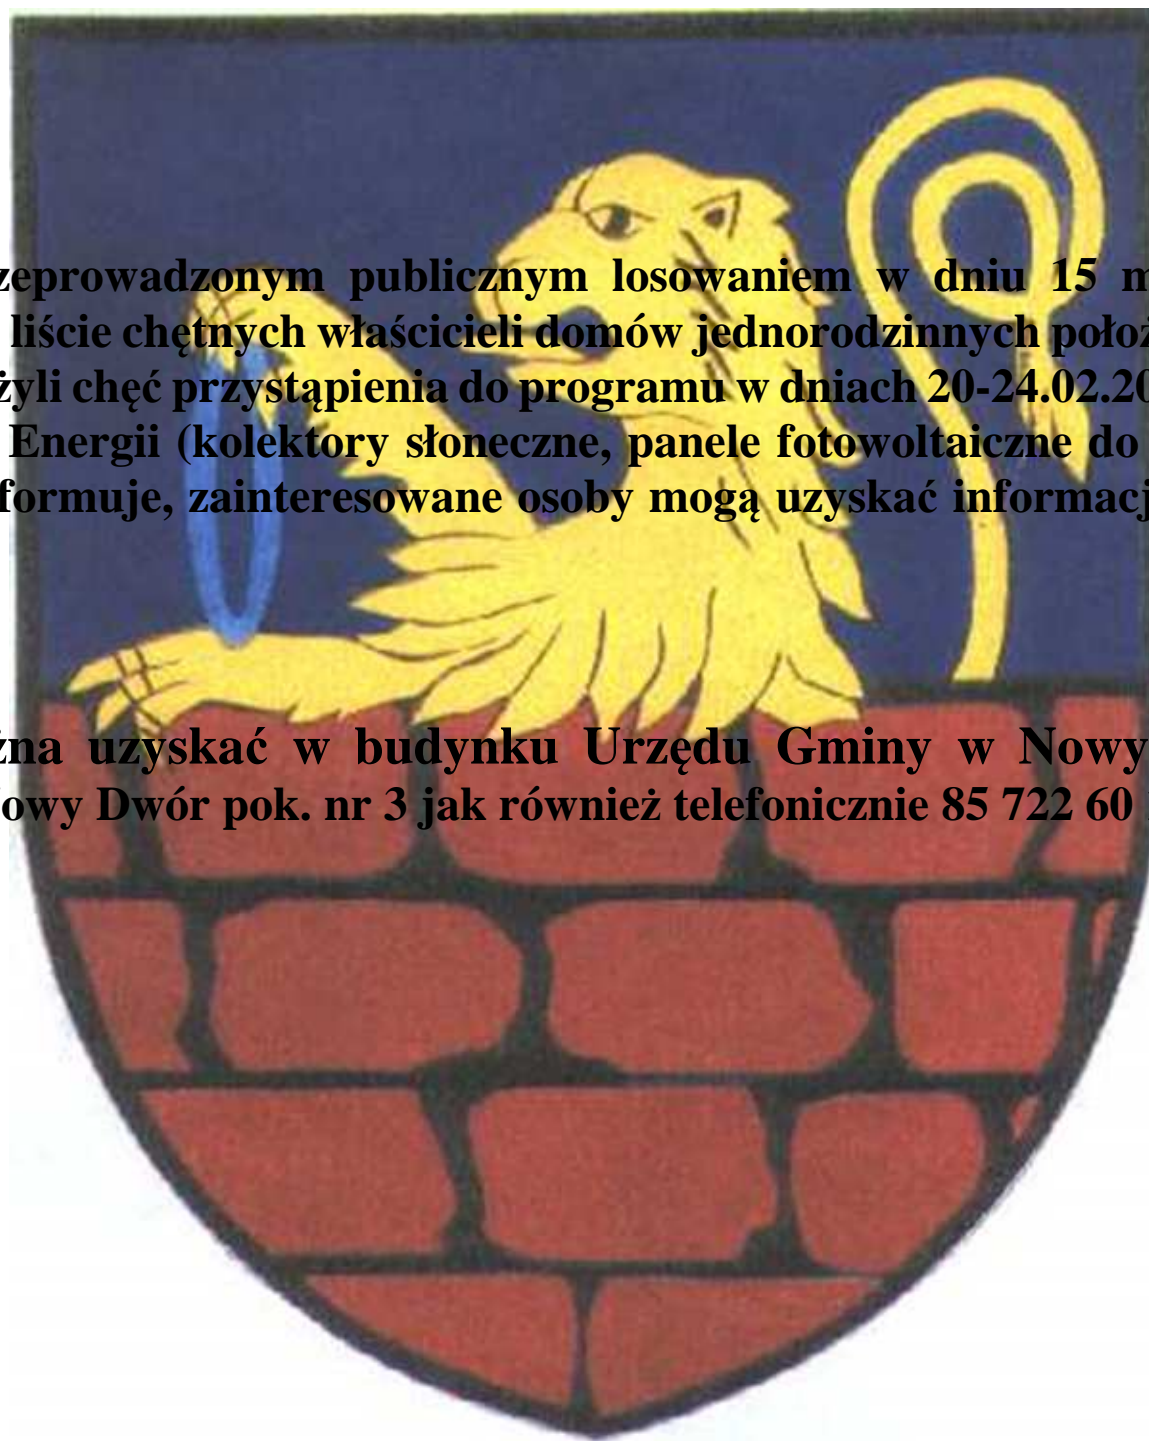 zeprowadzonym publicznym losowaniem w dniu 15 m
liście chętnych właścicieli domów jednorodzinnych położ
żyli chęć przystąpienia do programu w dniach 20-24.02.20
Energii (kolektory słoneczne, panele fotowoltaiczne do
formuje, zainteresowane osoby mogą uzyskać informacj
żna uzyskać w budynku Urzędu Gminy w Nowy
owy Dwór pok. nr 3 jak również telefonicznie 85 722 60